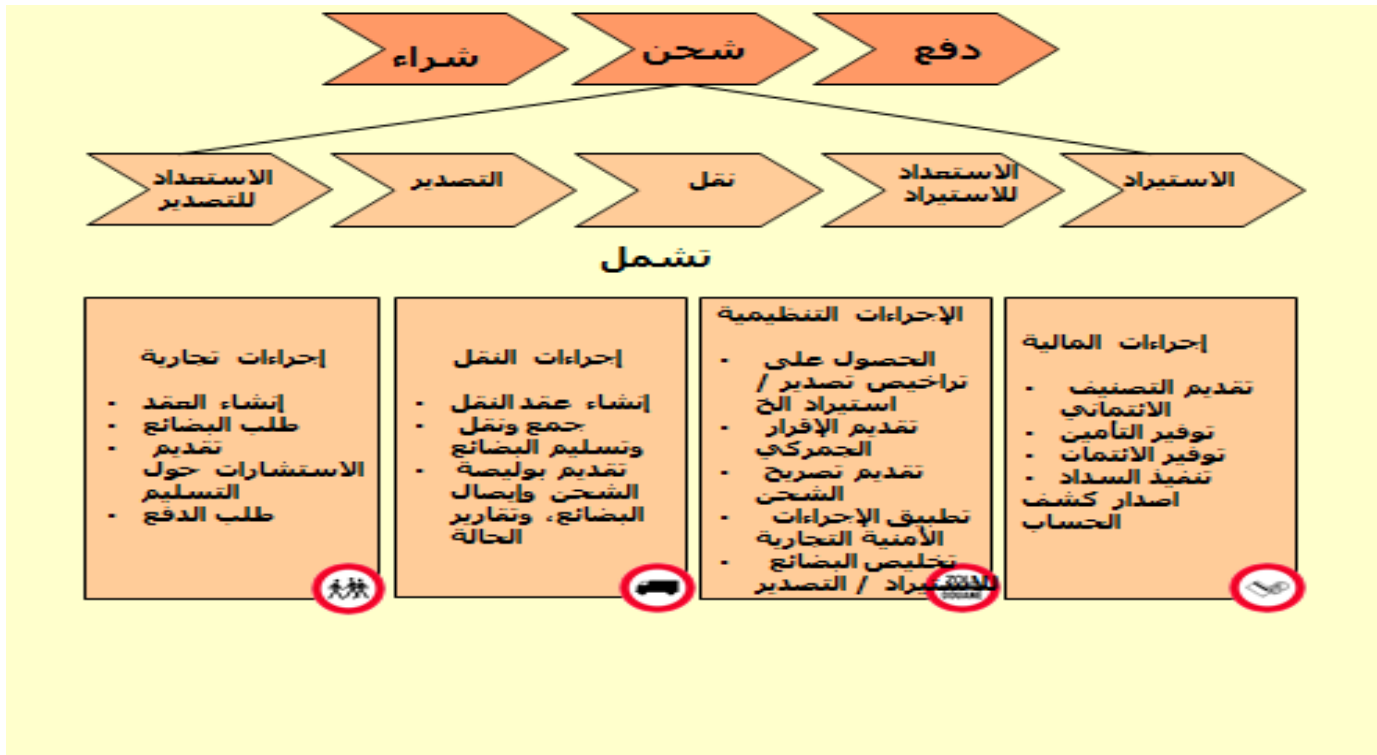 شراء
شحن
دفع
الاستعداد
للتصدير
التصدير
نقل
الاستعداد
للاستيراد
الاستيراد
تشمل
إجراءات تجارية
- إنشاء العقد
- طلب البضائع
- تقديم
الاستشارات حول
التسليم
- طلب الدفع
إجراءات النقل
- إنشاء عقد النقل
- جمع ونقل
وتسليم البضائع
- تقديم بوليصة
الشحن وإيصال
البضائع، وتقارير
الحالة
الإجراءات التنظيمية
- الحصول على
تراخيص تصدير /
استيراد الخ
- تقديم الإقرار
الجمركي
- تقديم تصريح
الشحن
- تطبيق الإجراءات
الأمنية التجارية
- تخليص البضائع
للاستيراد / التصدير
DOUANE
إجراءات المالية
- تقديم التصنيف
الائتماني
- توفير التأمين
- توفير الائتمان
- تنفيذ السداد
اصدار كشف
الحساب